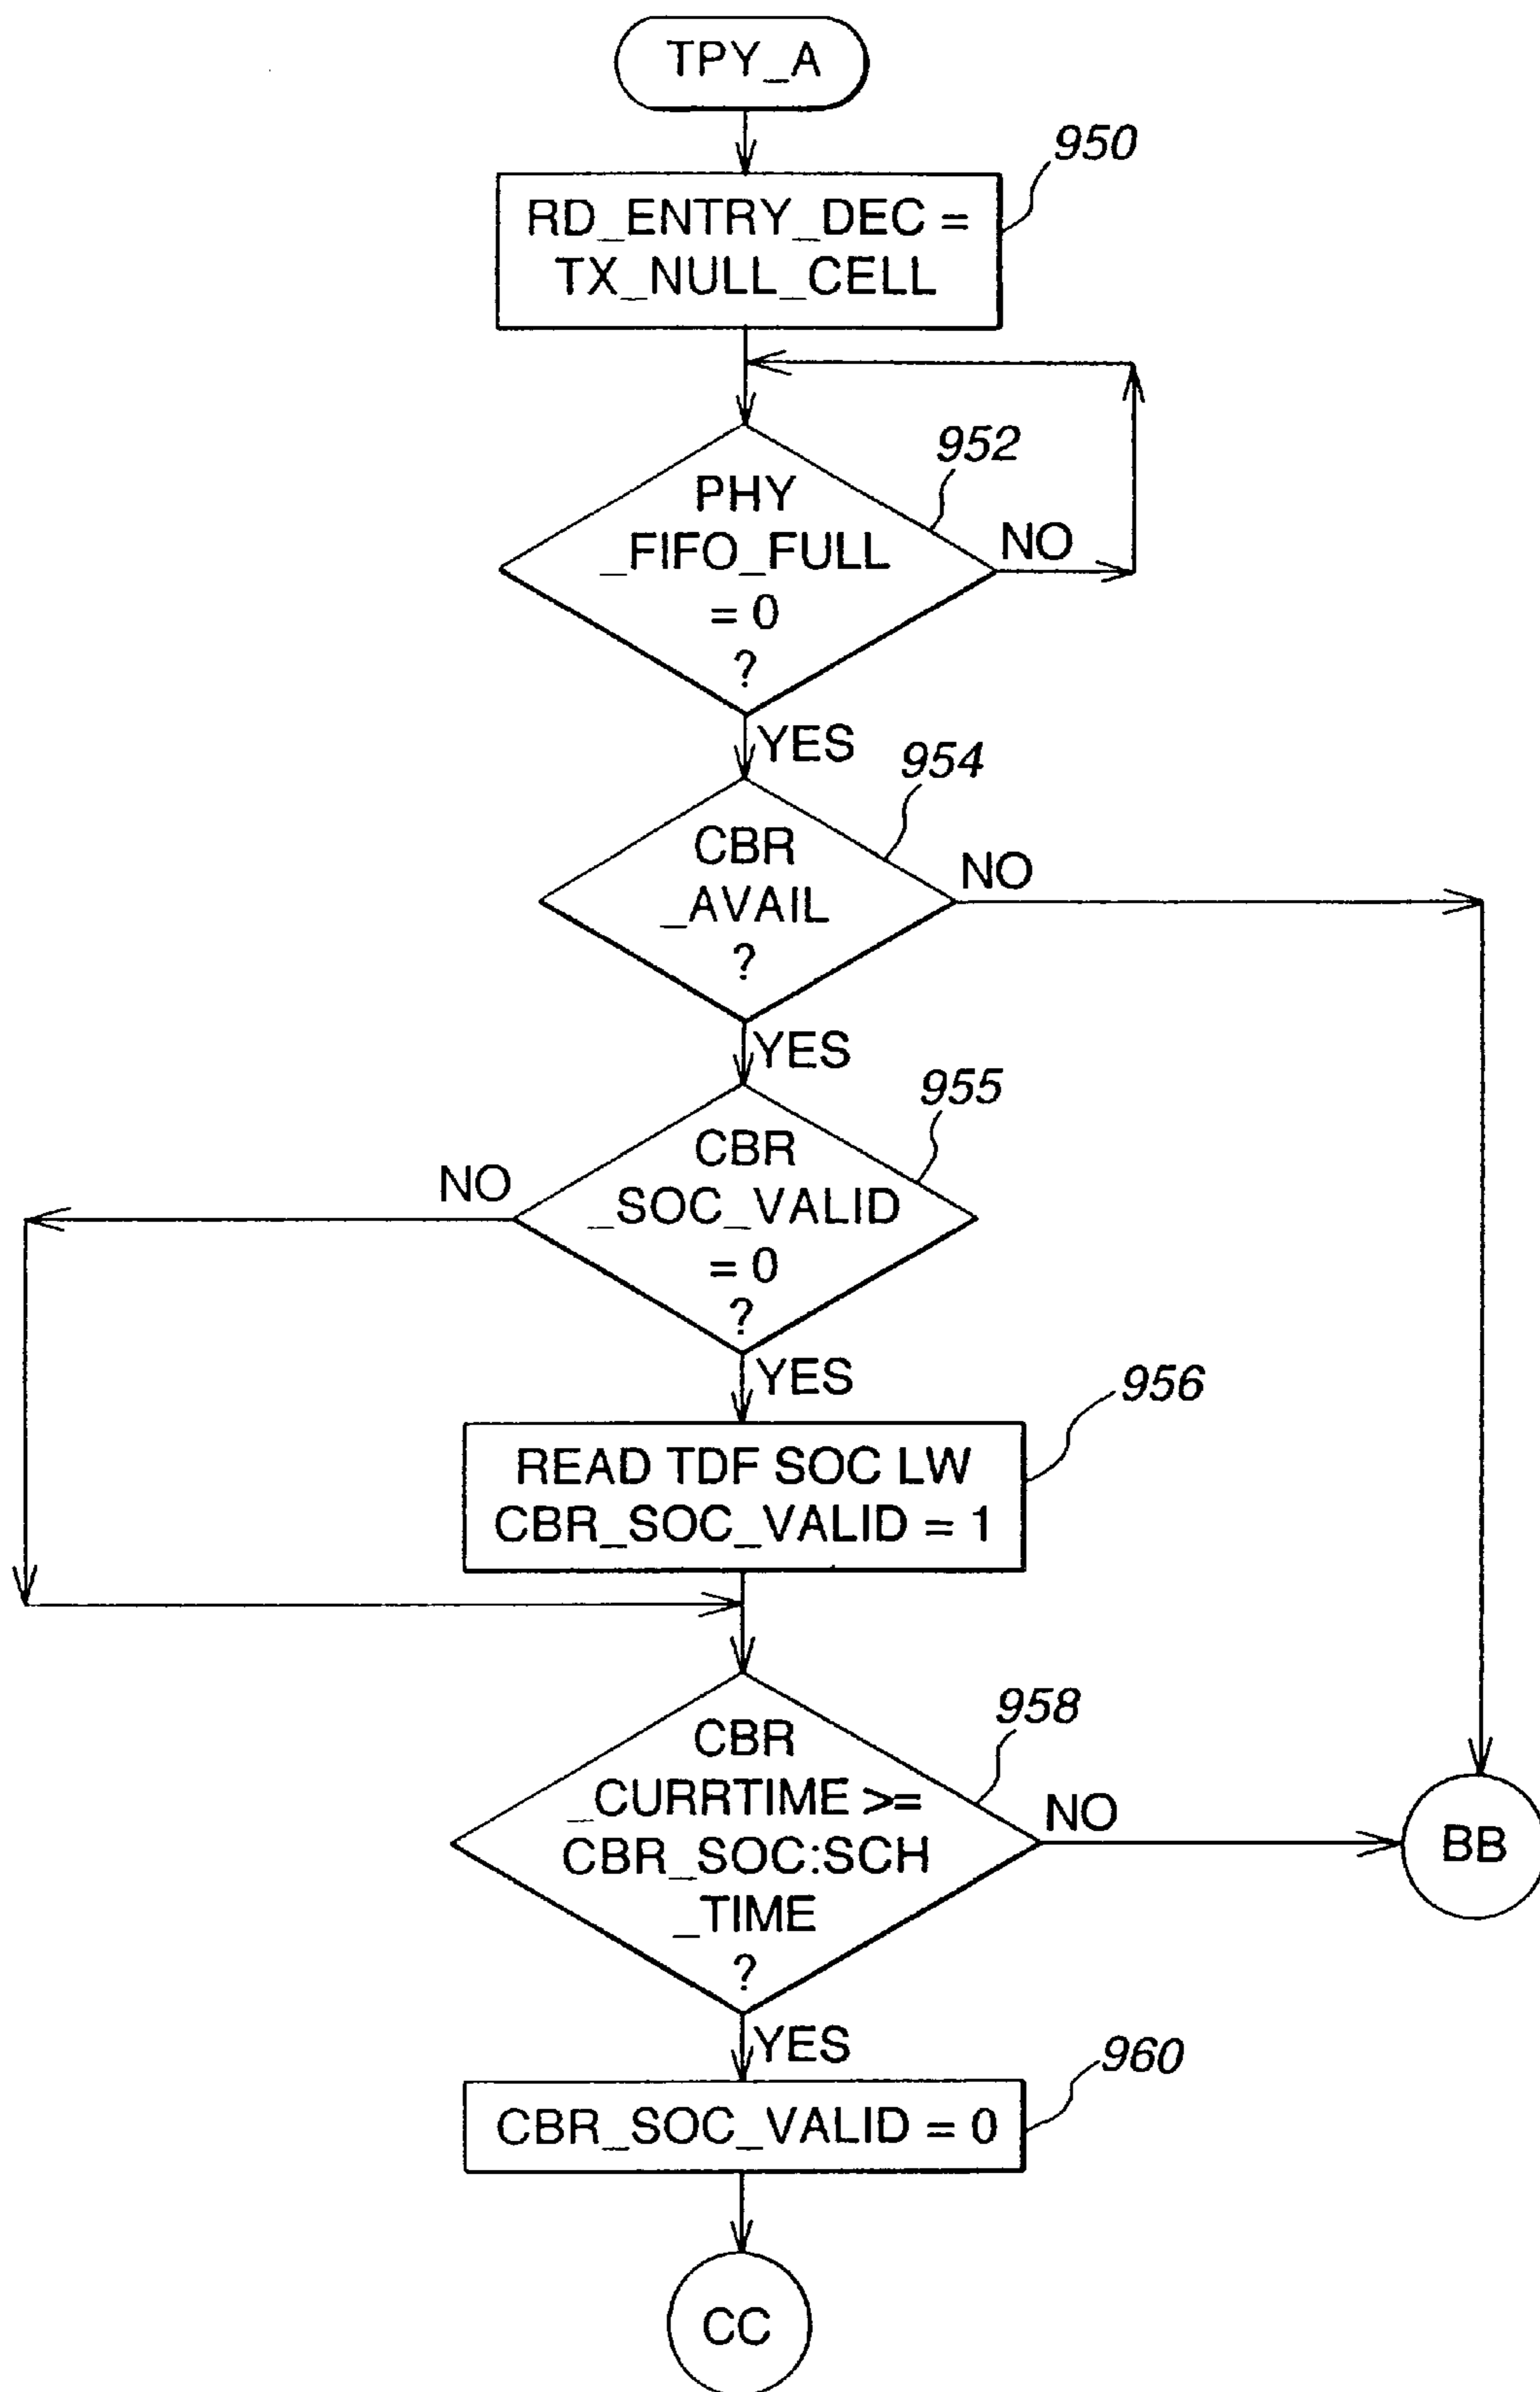 TPY_A
950
RD_ENTRY_DEC =
TX_NULL_CELL
952
PHY
_FIFO_FULL
= 0
?
NO
YES
954
CBR
_AVAIL
?
NO
YES
955
CBR
_SOC_VALID
= 0
?
NO
YES
956
READ TDF SOC LW
CBR_SOC_VALID = 1
958
CBR
_CURRTIME >=
CBR_SOC:SCH
_TIME
?
NO
BB
YES
960
CBR_SOC_VALID = 0
CC